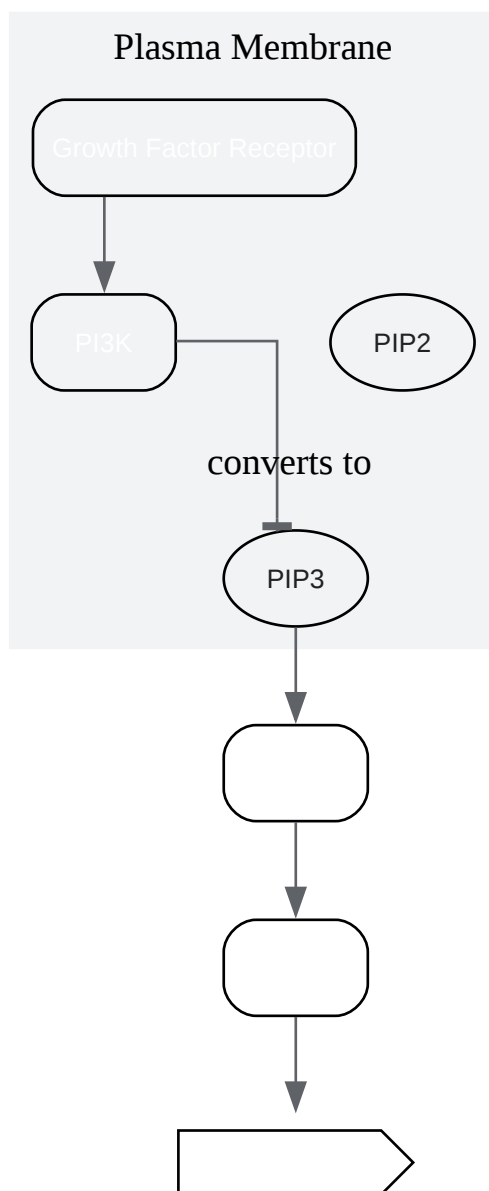 Plasma Membrane
Growth Factor Receptor
PI3K
PIP2
converts to
PIP3